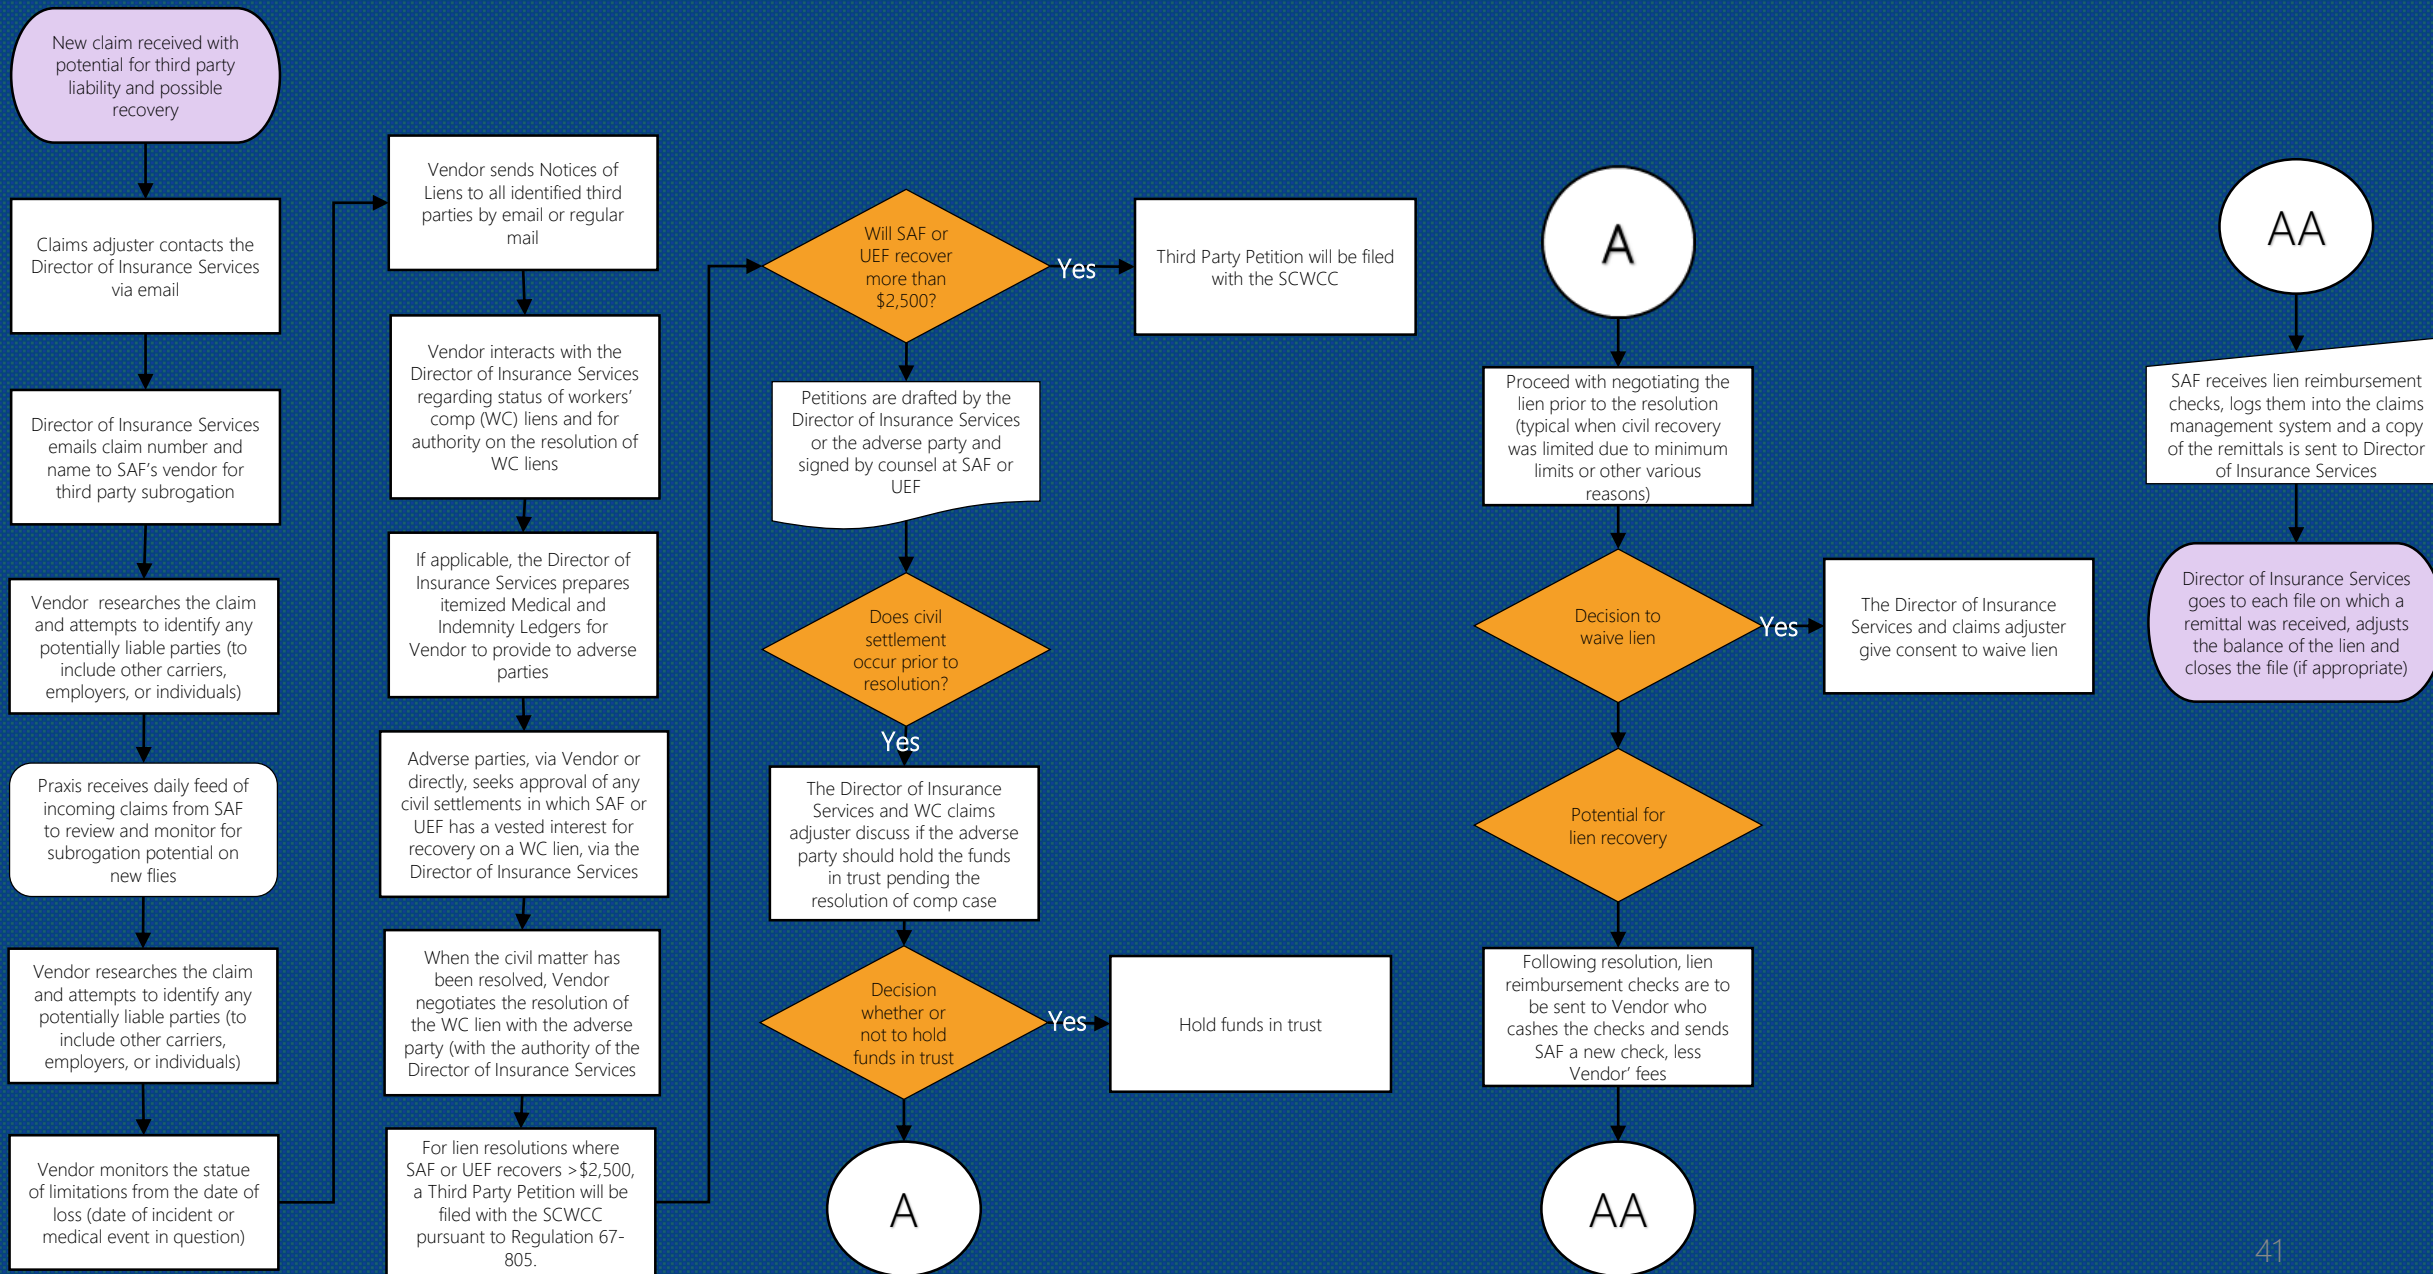 New claim received with
potential for third party
liability and possible
recovery
Claims adjuster contacts the
Director of Insurance Services
via email
Director of Insurance Services
emails claim number and
name to SAF's vendor for
third party subrogation
Vendor  researches the claim
and attempts to identify any
potentially liable parties (to
include other carriers,
employers, or individuals)
Praxis receives daily feed of
incoming claims from SAF
to review and monitor for
subrogation potential on
new flies
Vendor researches the claim
and attempts to identify any
potentially liable parties (to
include other carriers,
employers, or individuals)
Vendor monitors the statue
of limitations from the date of
loss (date of incident or
medical event in question)
Vendor sends Notices of
Liens to all identified third
parties by email or regular
mail
Vendor interacts with the
Director of Insurance Services
regarding status of workers'
comp (WC) liens and for
authority on the resolution of
WC liens
If applicable, the Director of
Insurance Services prepares
itemized Medical and
Indemnity Ledgers for
Vendor to provide to adverse
parties
Adverse parties, via Vendor or
directly, seeks approval of any
civil settlements in which SAF or
UEF has a vested interest for
recovery on a WC lien, via the
Director of Insurance Services
When the civil matter has
been resolved, Vendor
negotiates the resolution of
the WC lien with the adverse
party (with the authority of the
Director of Insurance Services
For lien resolutions where
SAF or UEF recovers >$2,500,
a Third Party Petition will be
filed with the SCWCC
pursuant to Regulation 67-
805.
Will SAF or
UEF recover
more than
$2,500?
Yes
Third Party Petition will be filed
with the SCWCC
Petitions are drafted by the
Director of Insurance Services
or the adverse party and
signed by counsel at SAF or
UEF
Does civil
settlement
occur prior to
resolution?
Yes
The Director of Insurance
Services and WC claims
adjuster discuss if the adverse
party should hold the funds
in trust pending the
resolution of comp case
Decision
whether or
not to hold
funds in trust
Yes
Hold funds in trust
A
A
Proceed with negotiating the
lien prior to the resolution
(typical when civil recovery
was limited due to minimum
limits or other various
reasons)
Decision to
waive lien
Yes
The Director of Insurance
Services and claims adjuster
give consent to waive lien
Potential for
lien recovery
Following resolution, lien
reimbursement checks are to
be sent to Vendor who
cashes the checks and sends
SAF a new check, less
Vendor' fees
AA
AA
SAF receives lien reimbursement
checks, logs them into the claims
management system and a copy
of the remittals is sent to Director
of Insurance Services
Director of Insurance Services
goes to each file on which a
remittal was received, adjusts
the balance of the lien and
closes the file (if appropriate)
41